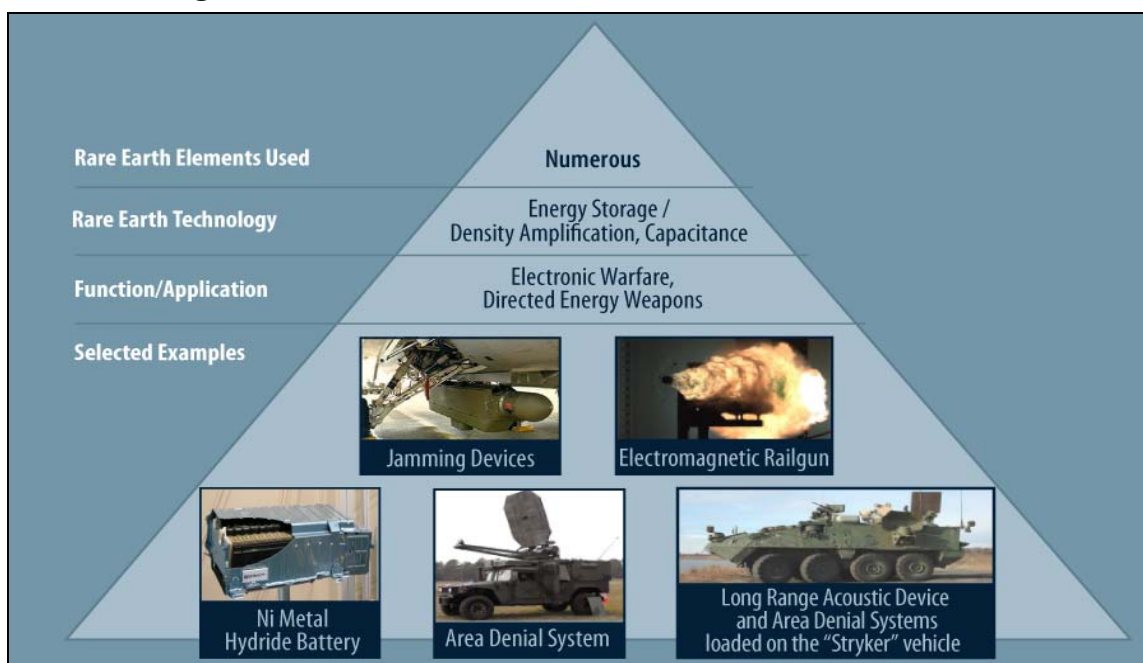 Rare Earth Elements Used
Numerous
Rare Earth Technology
Energy Storage /
Density Amplification, Capacitance
Function/Application
Electronic Warfare,
Directed Energy Weapons
Selected Examples
Jamming Devices
Electromagnetic Railgun
Ni Metal
Hydride Battery
Area Denial System
Long Range Acoustic Device
and Area Denial Systems
loaded on the “Stryker” vehicle